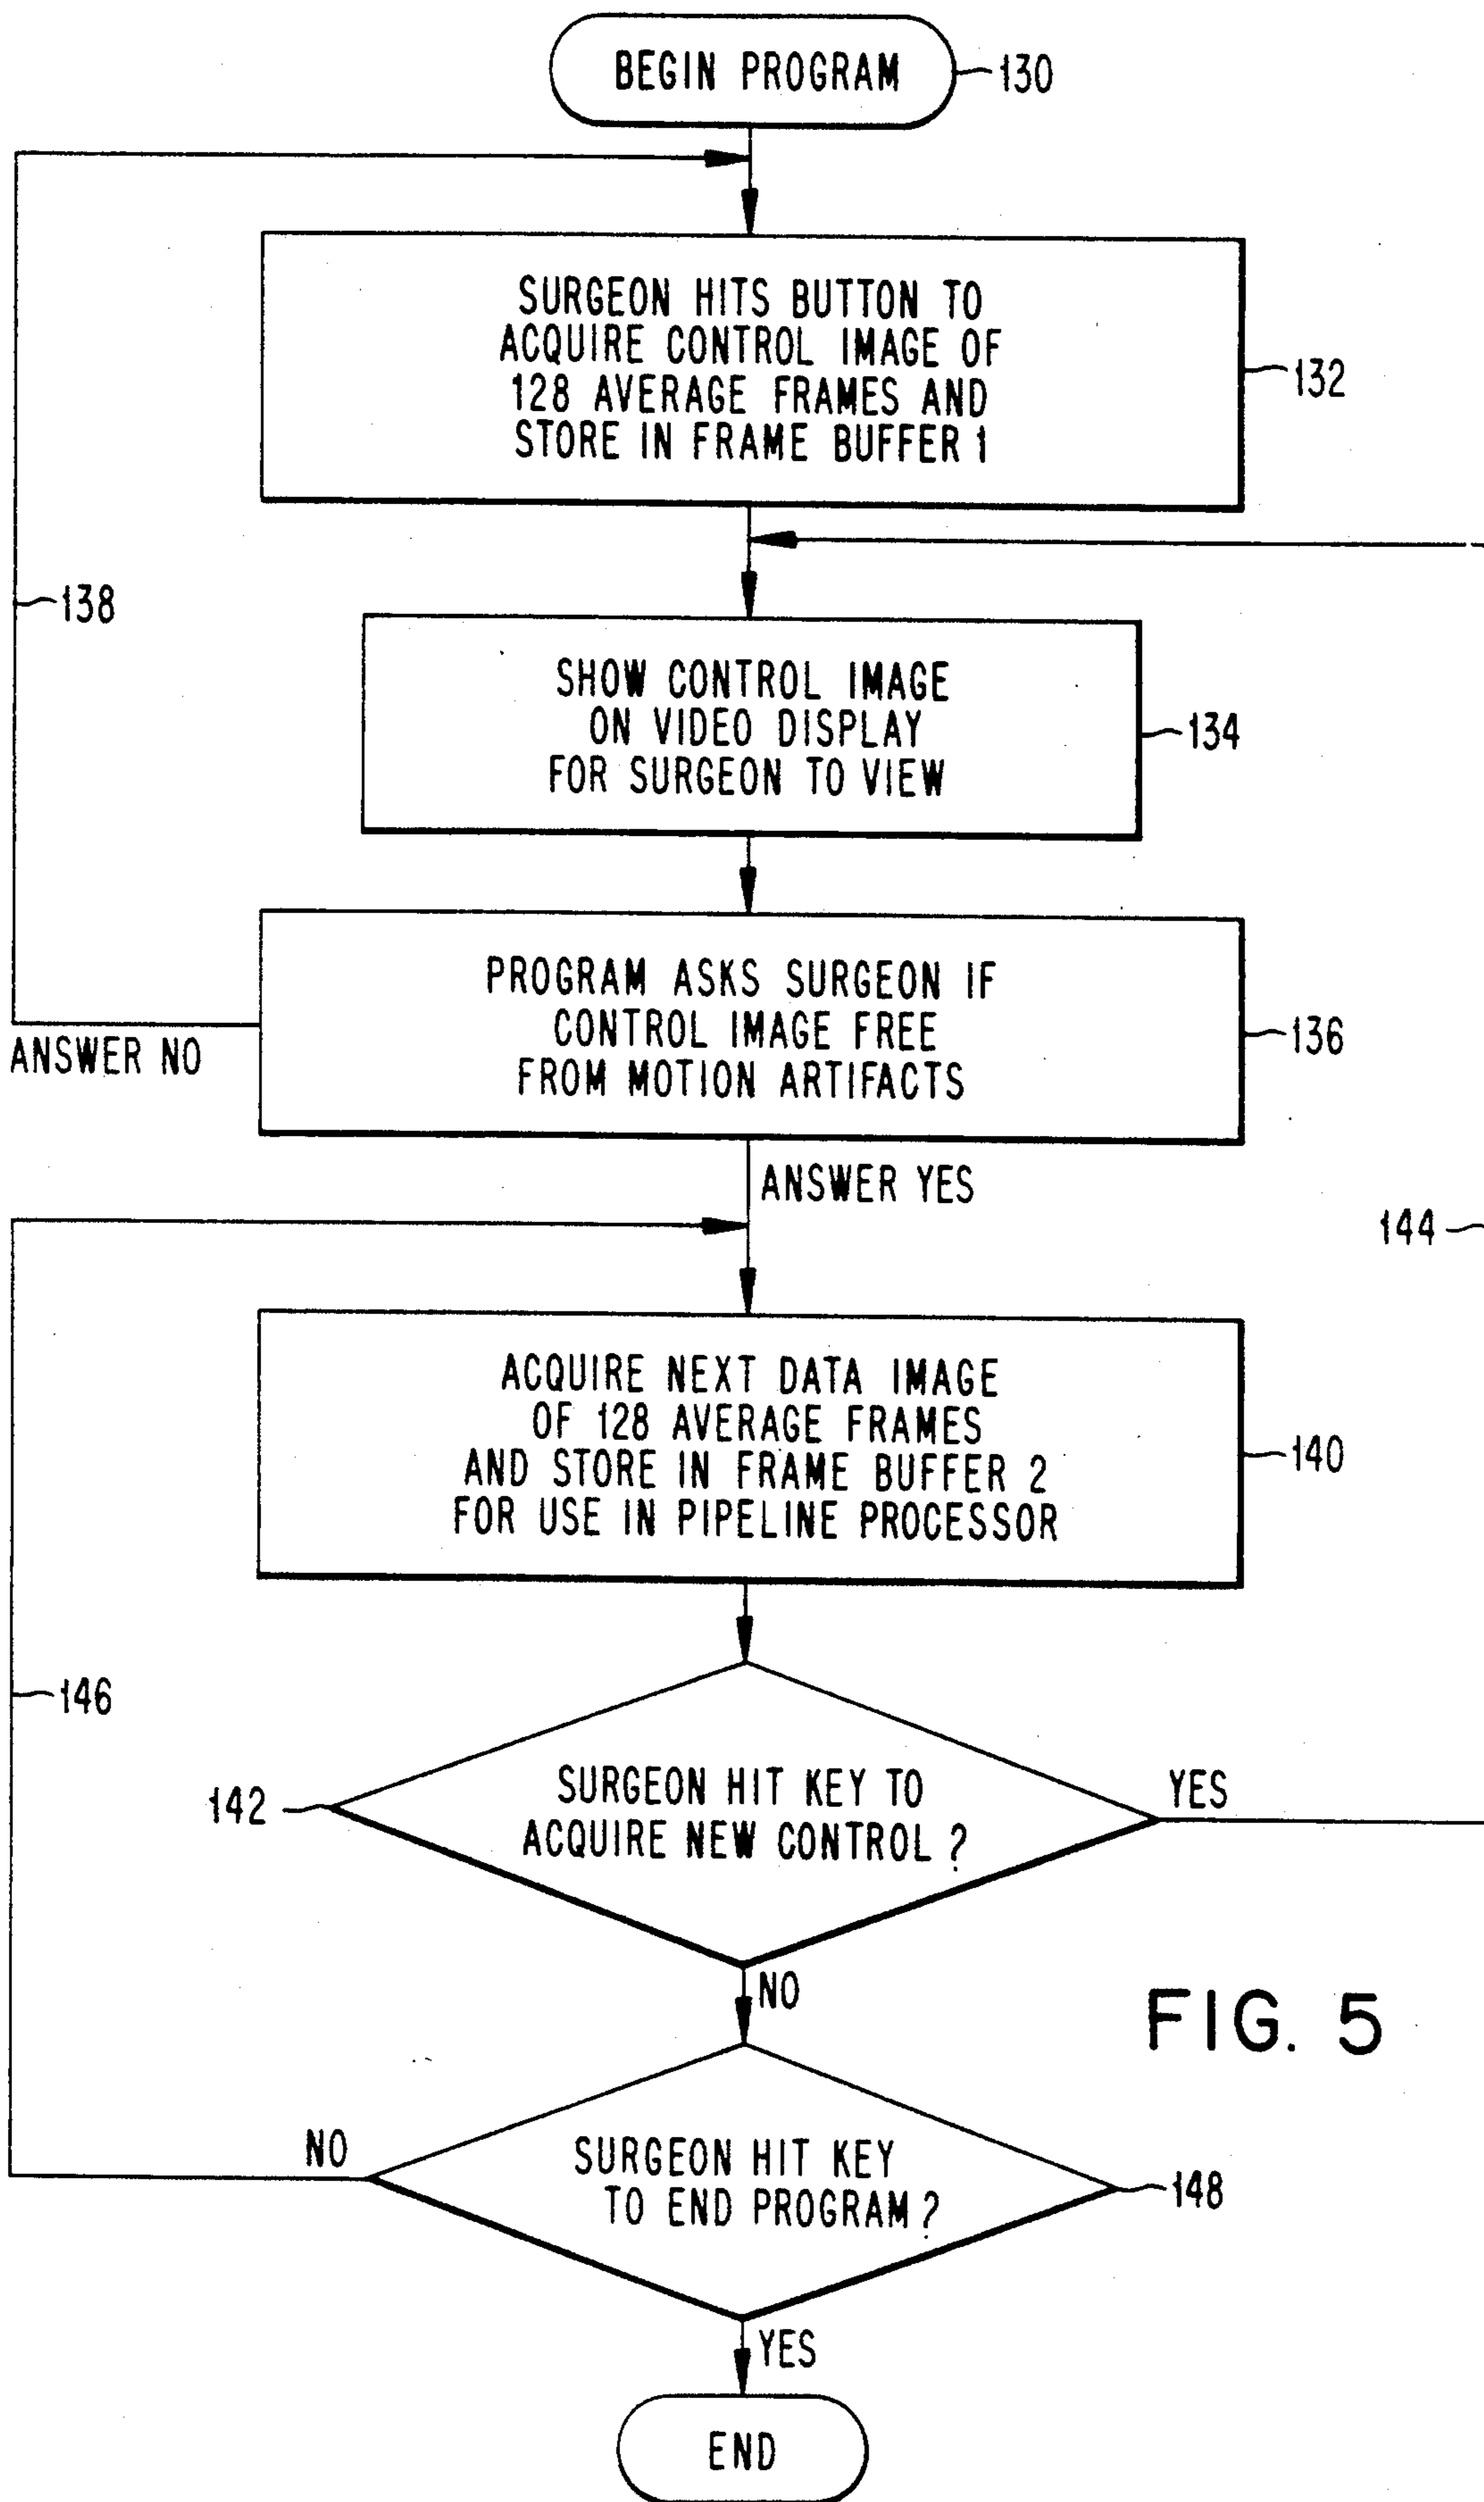 BEGIN PROGRAM
130
SURGEON HITS BUTTON TO
ACQUIRE CONTROL IMAGE OF
128 AVERAGE FRAMES AND
STORE IN FRAME BUFFER 1
132
138
SHOW CONTROL IMAGE
ON VIDEO DISPLAY
FOR SURGEON TO VIEW
134
PROGRAM ASKS SURGEON IF
CONTROL IMAGE FREE
FROM MOTION ARTIFACTS
136
ANSWER NO
ANSWER YES
144
ACQUIRE NEXT DATA IMAGE
OF 128 AVERAGE FRAMES
AND STORE IN FRAME BUFFER 2
FOR USE IN PIPELINE PROCESSOR
140
146
142
SURGEON HIT KEY TO
ACQUIRE NEW CONTROL ?
YES
NO
FIG. 5
NO
SURGEON HIT KEY
TO END PROGRAM ?
148
YES
END